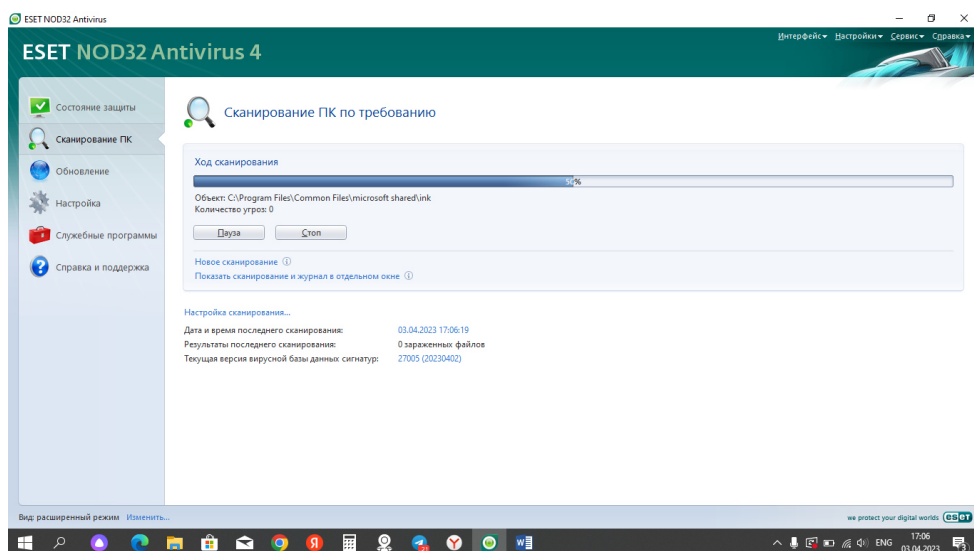 ESET NOD32 Antivirus
ESET NOD32 Antivirus 4
Интерфейс Настройки Сервис Справка
Состояние защиты
Сканирование ПК
Обновление
Настройка
Служебные программы
Справка и поддержка
Сканирование ПК по требованию
Ход сканирования
50%
Объект: C:\Program Files\Common Files\microsoft shared\ink
Количество угроз: 0
Пауза Стоп
Новое сканирование
Показать сканирование и журнал в отдельном окне
Настройка сканирования...
Дата и время последнего сканирования: 03.04.2023 17:06:19
Результаты последнего сканирования: 0 зараженных файлов
Текущая версия вирусной базы данных сигнатур: 27005 (20230402)
Вид: расширенный режим Изменить...
we protect your digital worlds eset
ENG
17:06
03.04.2023